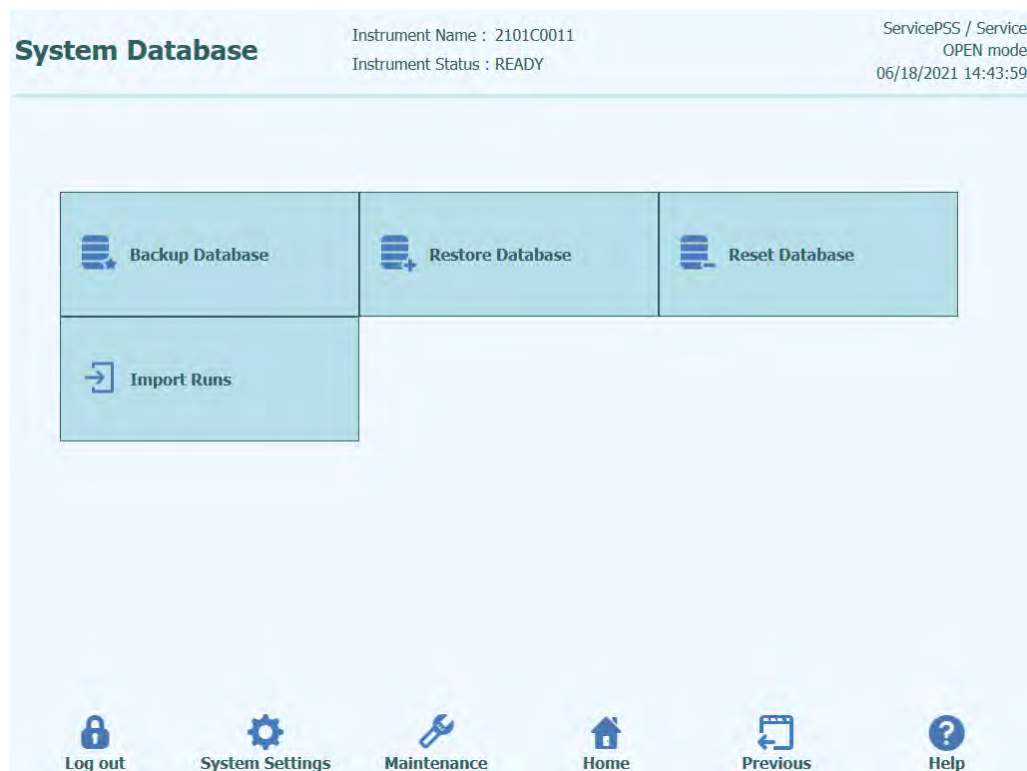 System Database
Instrument Name : 2101C0011
Instrument Status : READY
ServicePSS / Service
OPEN mode
06/18/2021 14:43:59
Backup Database
Restore Database
Reset Database
Import Runs
Log out
System Settings
Maintenance
Home
Previous
Help